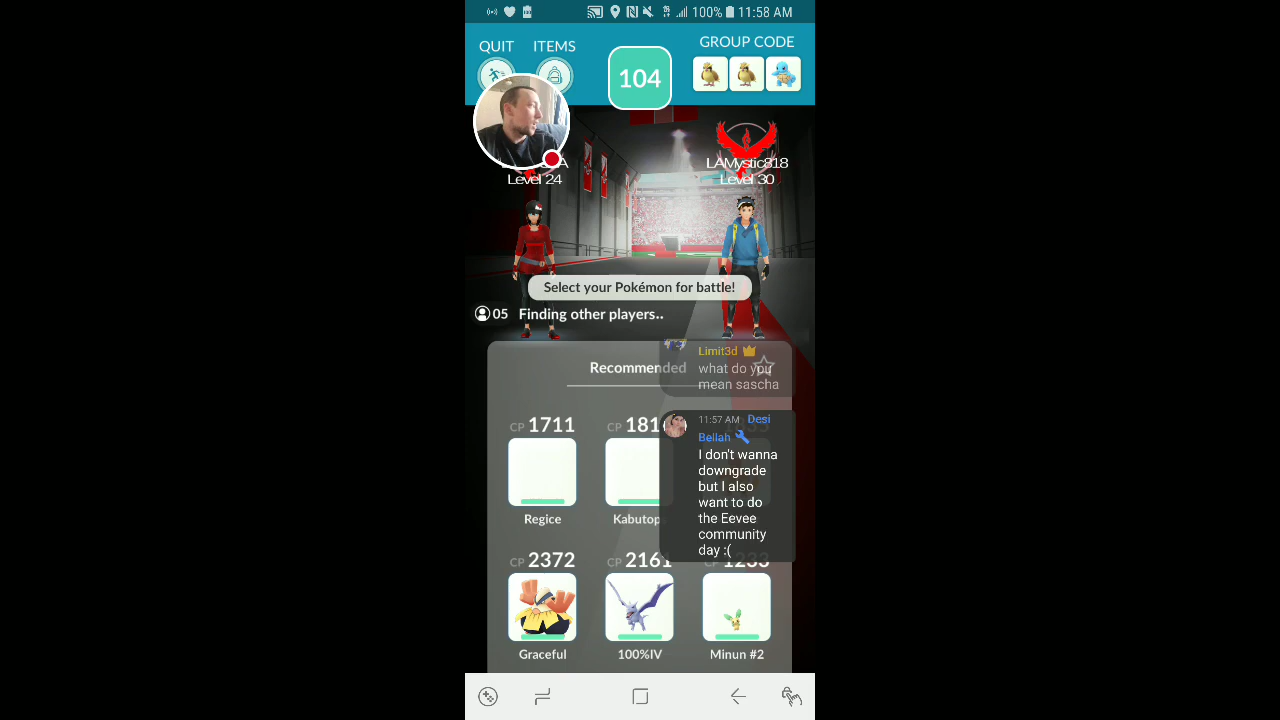 100% 11:58 AM
QUIT ITEMS
104
GROUP CODE
LAMystic818
Level 24
Level 30
Select your Pokémon for battle!
05 Finding other players..
Recommended
Limit3d
what do you
mean sascha
CP 1711
CP 181
11:57 AM Desi
Bellah
I don't wanna
downgrade
but I also
want to do
the Eevee
community
day :(
Regice
Kabutop
CP 2372
CP 2161
1233
Graceful
100%IV
Minun #2